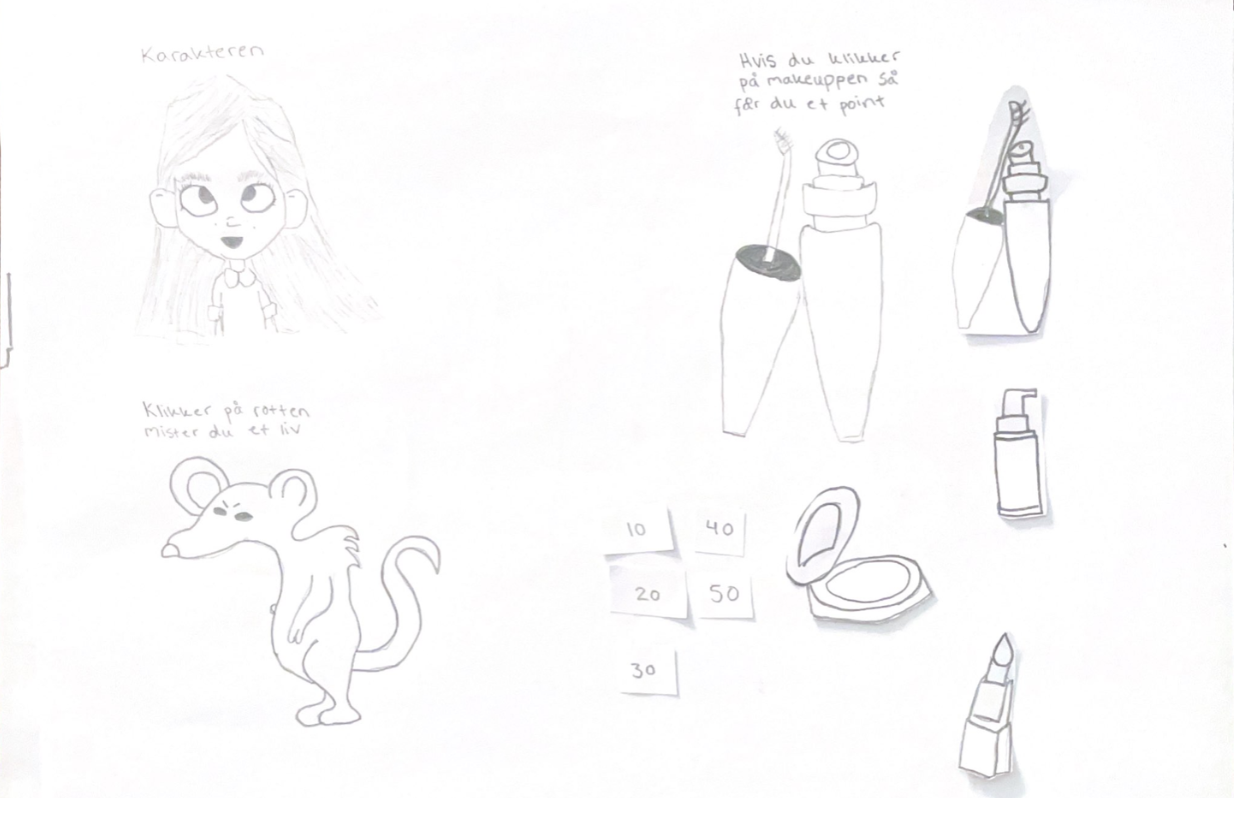 Karakteren
Hvis du klikker
på makeuppen så
får du et point
Klikker på rotten
mister du et liv
10
40
20
50
30